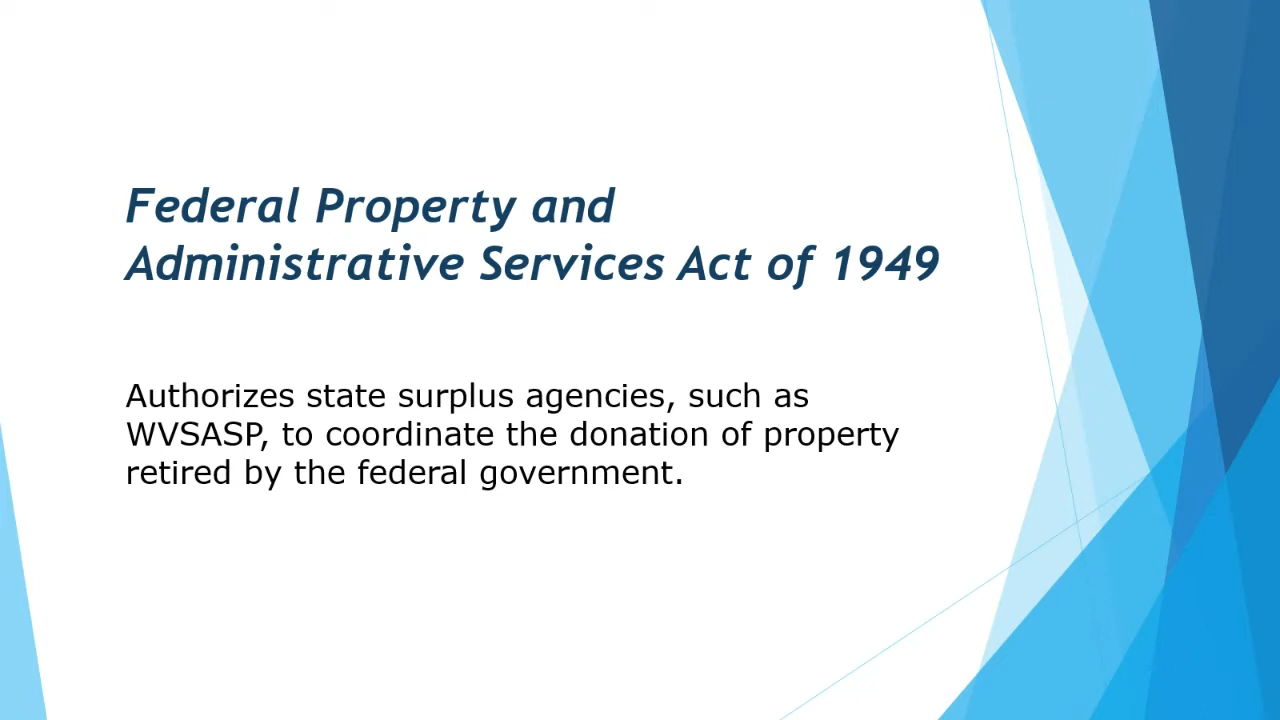 Federal Property and
Administrative Services Act of 1949
Authorizes state surplus agencies, such as
WVSASP, to coordinate the donation of property
retired by the federal government.